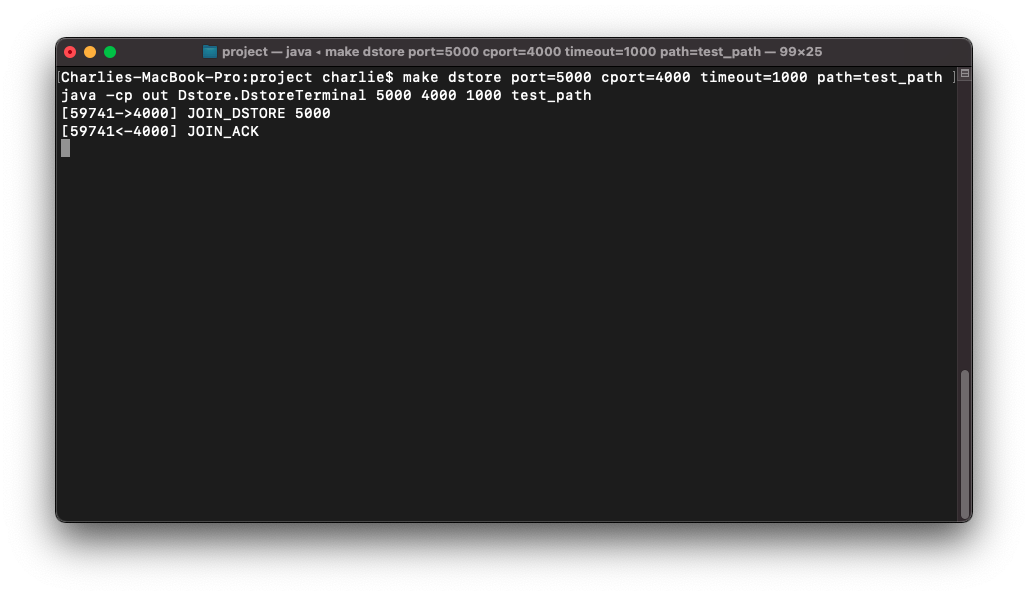 project — java ◂ make dstore port=5000 cport=4000 timeout=1000 path=test_path — 99×25
[Charlies-MacBook-Pro:project charlie$ make dstore port=5000 cport=4000 timeout=1000 path=test_path ]
java -cp out Dstore.DstoreTerminal 5000 4000 1000 test_path
[59741->4000] JOIN_DSTORE 5000
[59741<-4000] JOIN_ACK